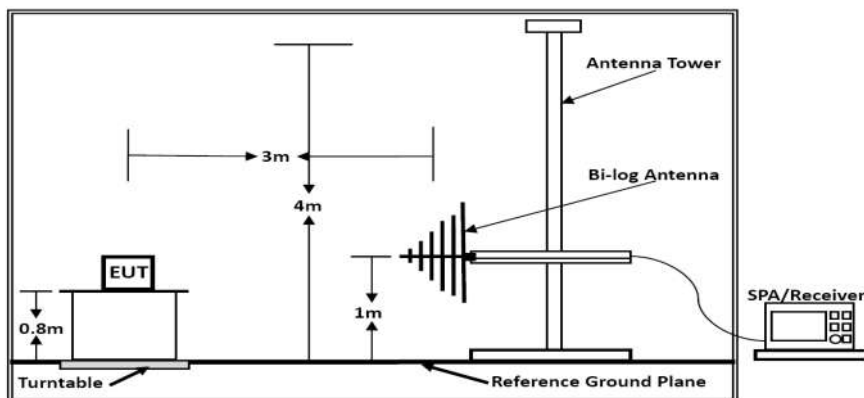 Antenna Tower
3m
Bi-log Antenna
4m
EUT
SPA/Receiver
0.8m
1m
Turntable
Reference Ground Plane